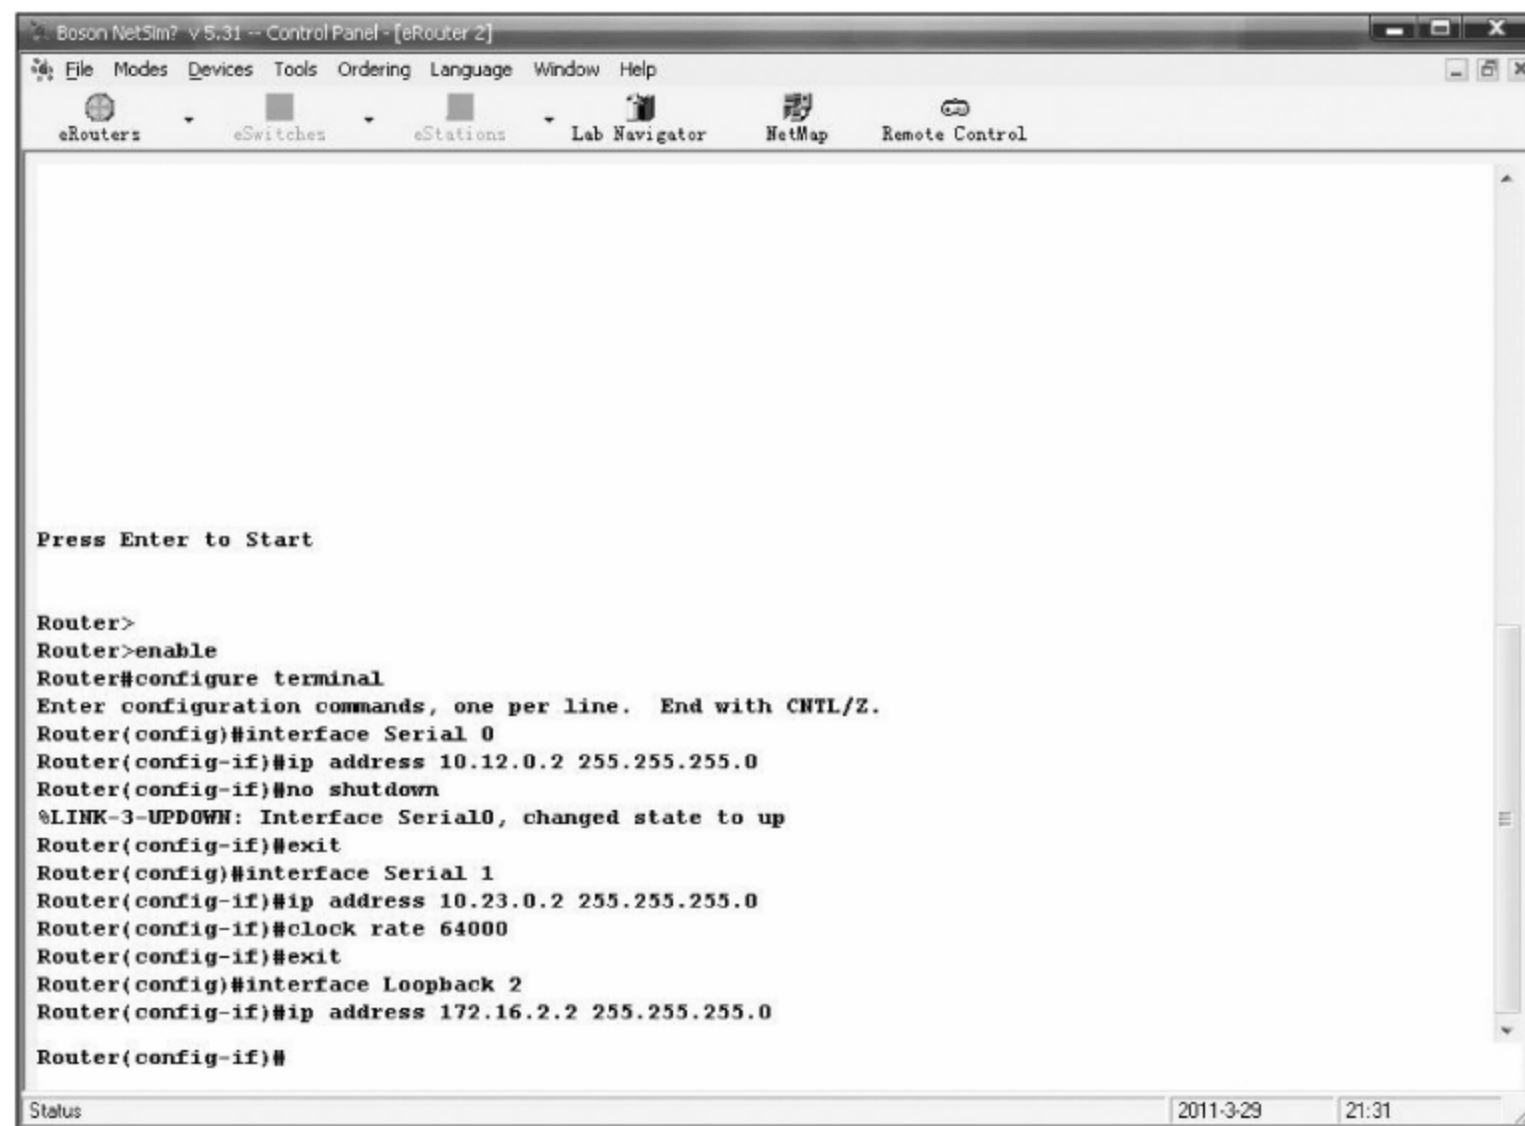 Boson NetSim? v 5.31 -- Control Panel - [eRouter 2]
File Modes Devices Tools Ordering Language Window Help
eRouters eSwitches eStations Lab Navigator NetMap Remote Control
Press Enter to Start
Router>
Router>enable
Router#configure terminal
Enter configuration commands, one per line.  End with CNTL/Z.
Router(config)#interface Serial 0
Router(config-if)#ip address 10.12.0.2 255.255.255.0
Router(config-if)#no shutdown
%LINK-3-UPDOWN: Interface Serial0, changed state to up
Router(config-if)#exit
Router(config)#interface Serial 1
Router(config-if)#ip address 10.23.0.2 255.255.255.0
Router(config-if)#clock rate 64000
Router(config-if)#exit
Router(config)#interface Loopback 2
Router(config-if)#ip address 172.16.2.2 255.255.255.0
Router(config-if)#
Status 2011-3-29 21:31